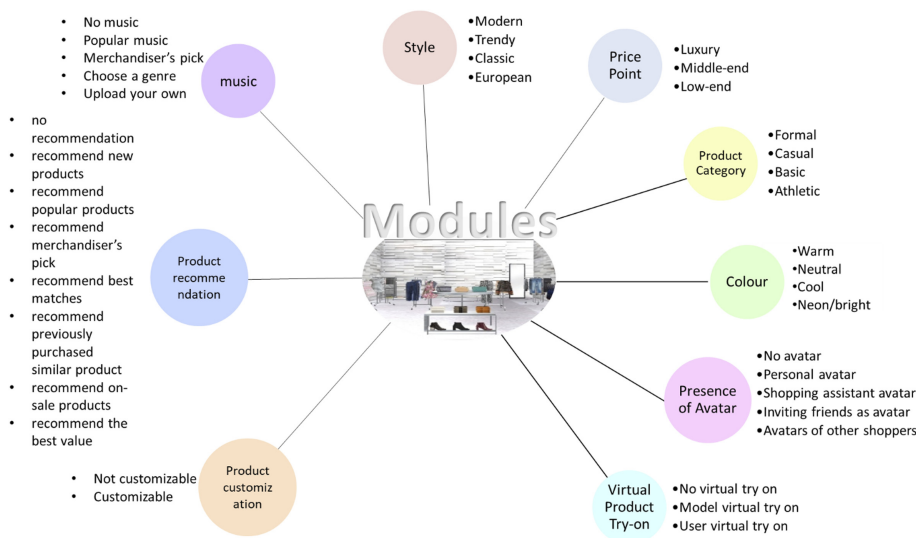 • No music
• Popular music
• Merchandiser's pick
• Choose a genre
• Upload your own
music
Style
•Modern
•Trendy
•Classic
•European
Price
Point
•Luxury
•Middle-end
•Low-end
• no
recommendation
• recommend new
products
• recommend
popular products
• recommend
merchandiser's
pick
• recommend best
matches
• recommend
previously
purchased
similar product
• recommend on-
sale products
• recommend the
best value
Product
recomme
ndation
Product
Category
•Formal
•Casual
•Basic
•Athletic
Modules
Colour
•Warm
•Neutral
•Cool
•Neon/bright
Presence
of Avatar
•No avatar
•Personal avatar
•Shopping assistant avatar
•Inviting friends as avatar
•Avatars of other shoppers
• Not customizable
• Customizable
Product
customiz
ation
Virtual
Product
Try-on
•No virtual try on
•Model virtual try on
•User virtual try on